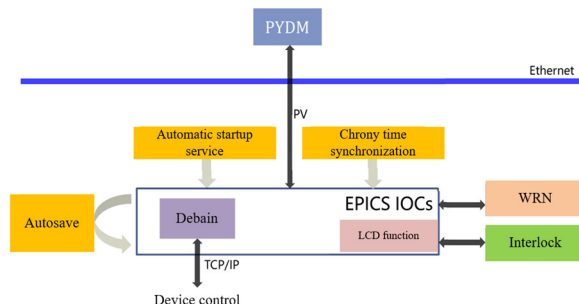 PYDM
Ethernet
PV
Automatic startup
service
Chrony time
synchronization
Autosave
EPICS IOCs
Debain
LCD function
WRN
Interlock
TCP/IP
Device control